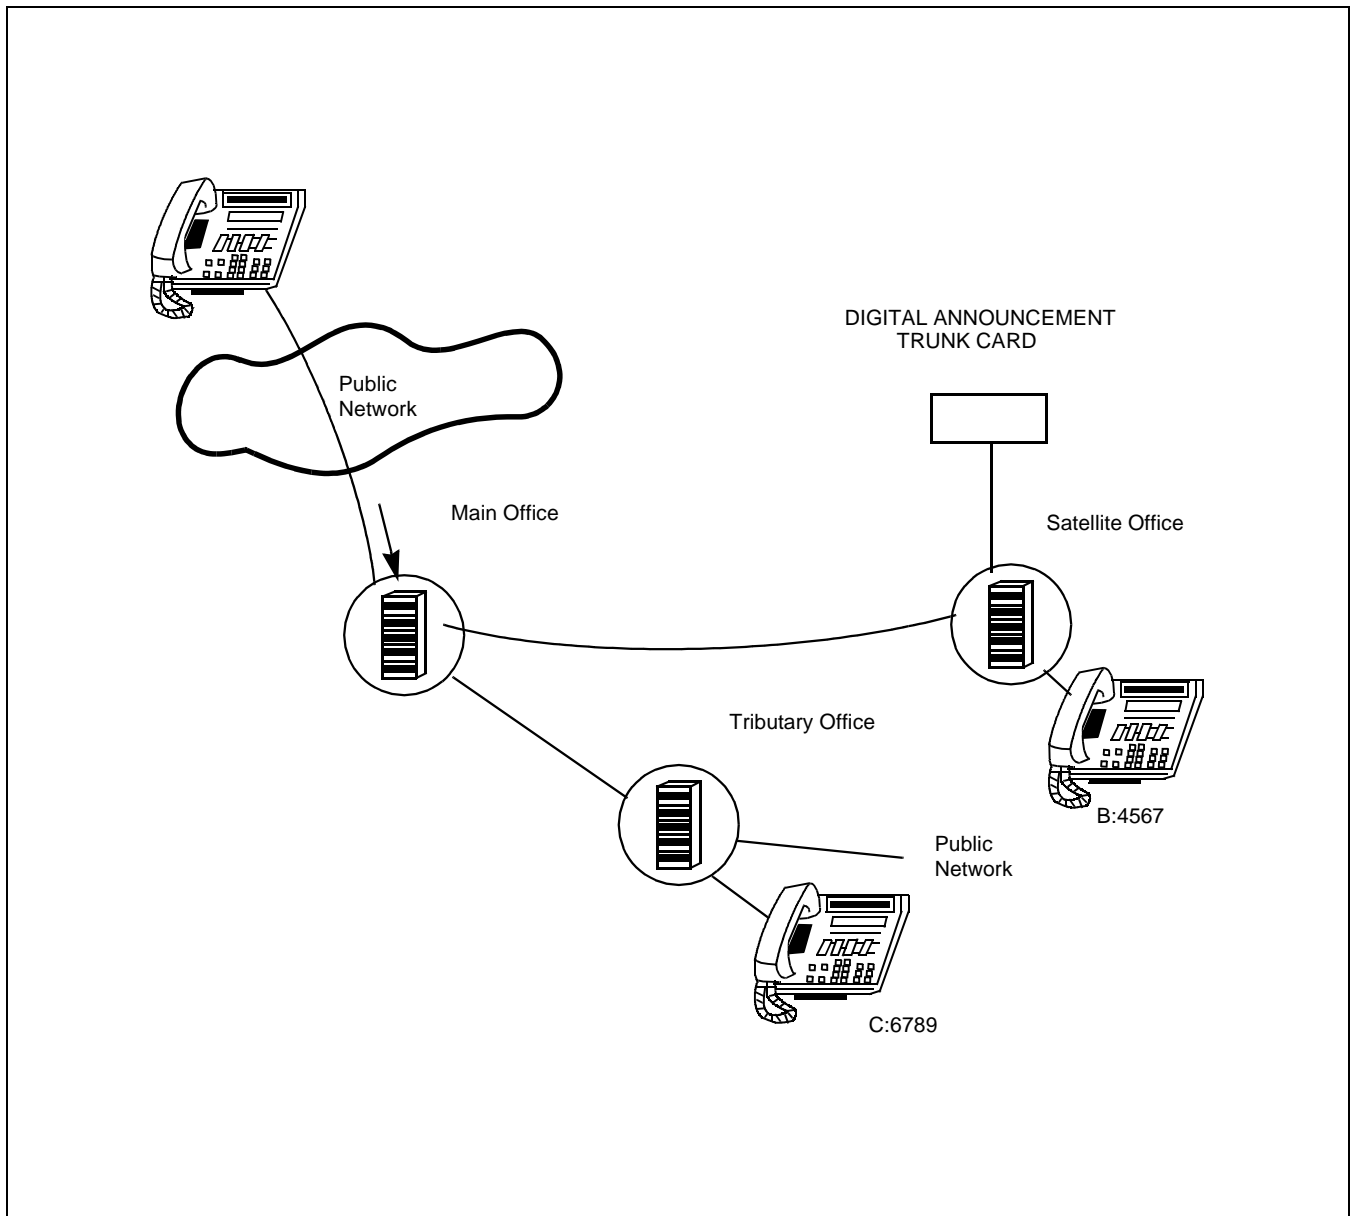 DIGITAL ANNOUNCEMENT
TRUNK CARD
Public
Network
Main Office
Satellite Office
Tributary Office
B:4567
Public
Network
C:6789